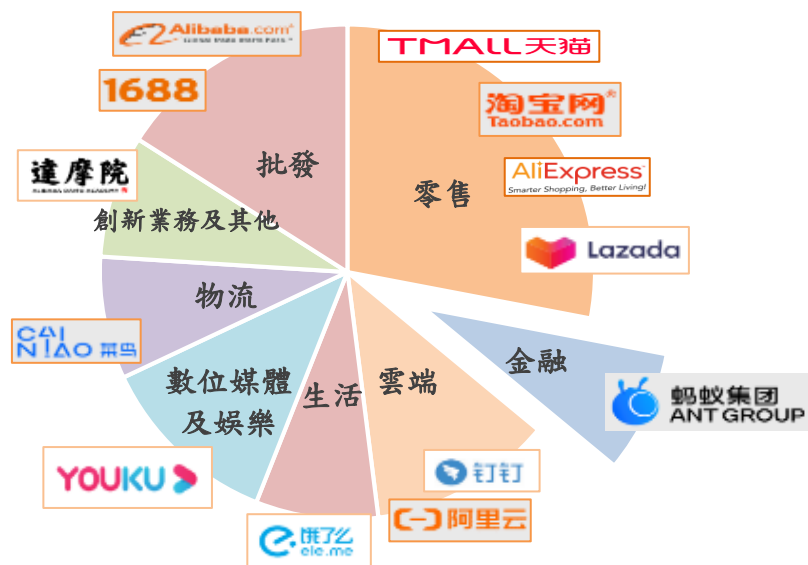 Alibaba.com
TMALL天猫
1688
淘宝网
Taobao.com
達摩院
批發
零售
AliExpress
Smarter Shopping, Better Living!
創新業務及其他
Lazada
物流
CAI
NIAO 菜鸟
金融
數位媒體
及娛樂
生活
雲端
蚂蚁集团
ANT GROUP
YOUKU
钉钉
阿里云
饿了么
ele.me